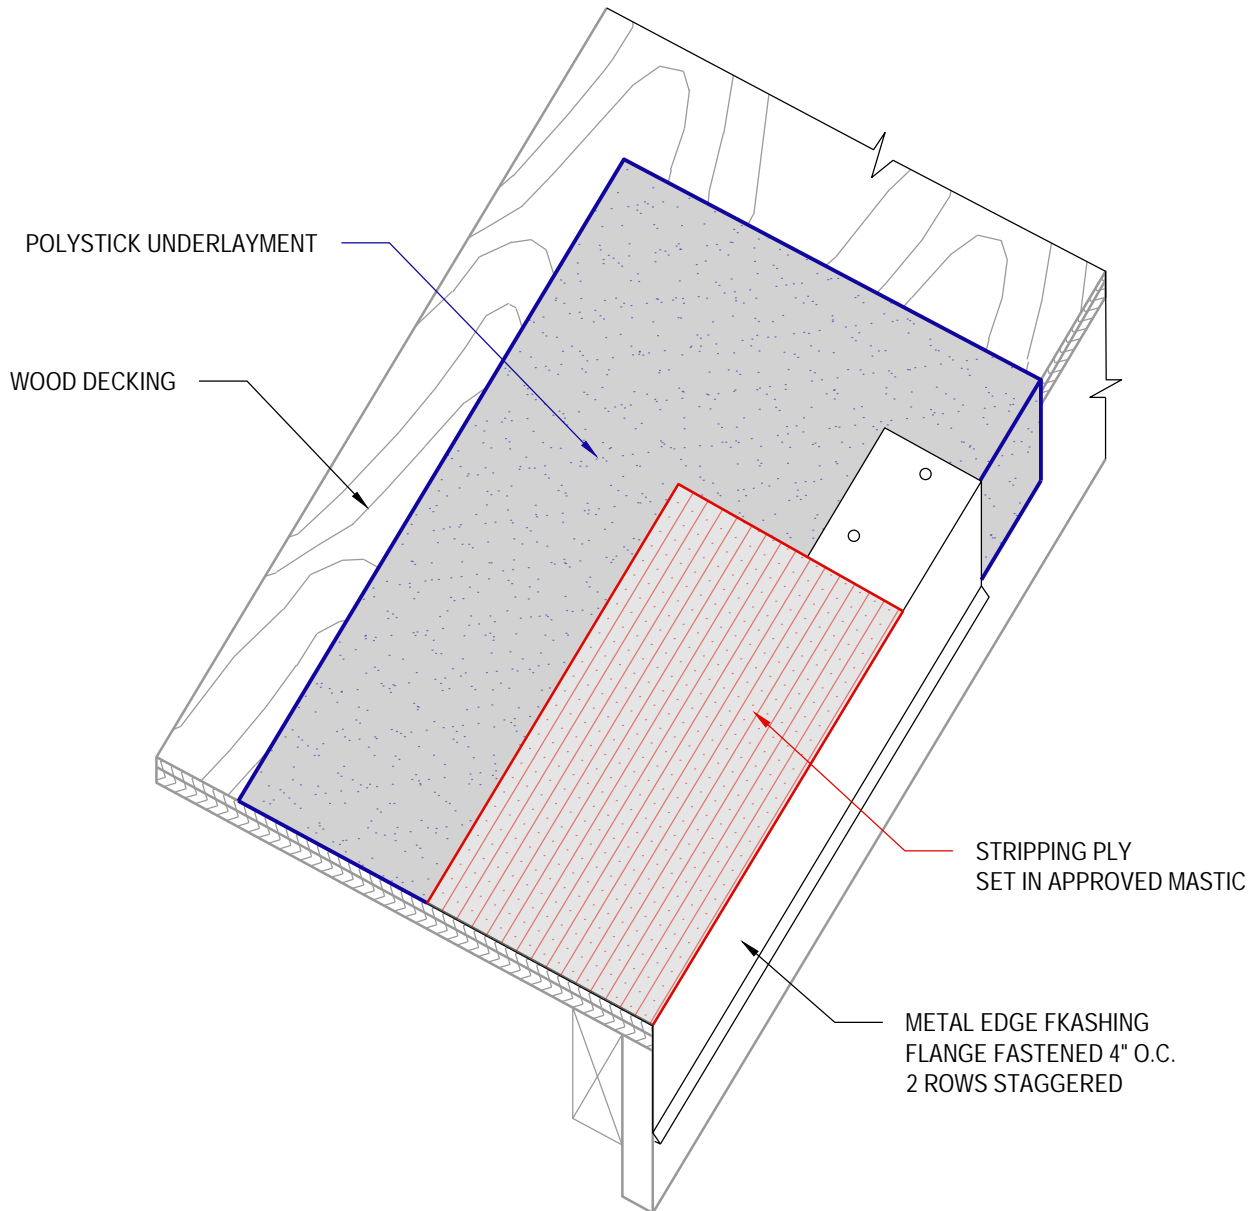 POLYSTICK UNDERLAYMENT
WOOD DECKING
STRIPPING PLY
SET IN APPROVED MASTIC
METAL EDGE FKASHING
FLANGE FASTENED 4" O.C.
2 ROWS STAGGERED